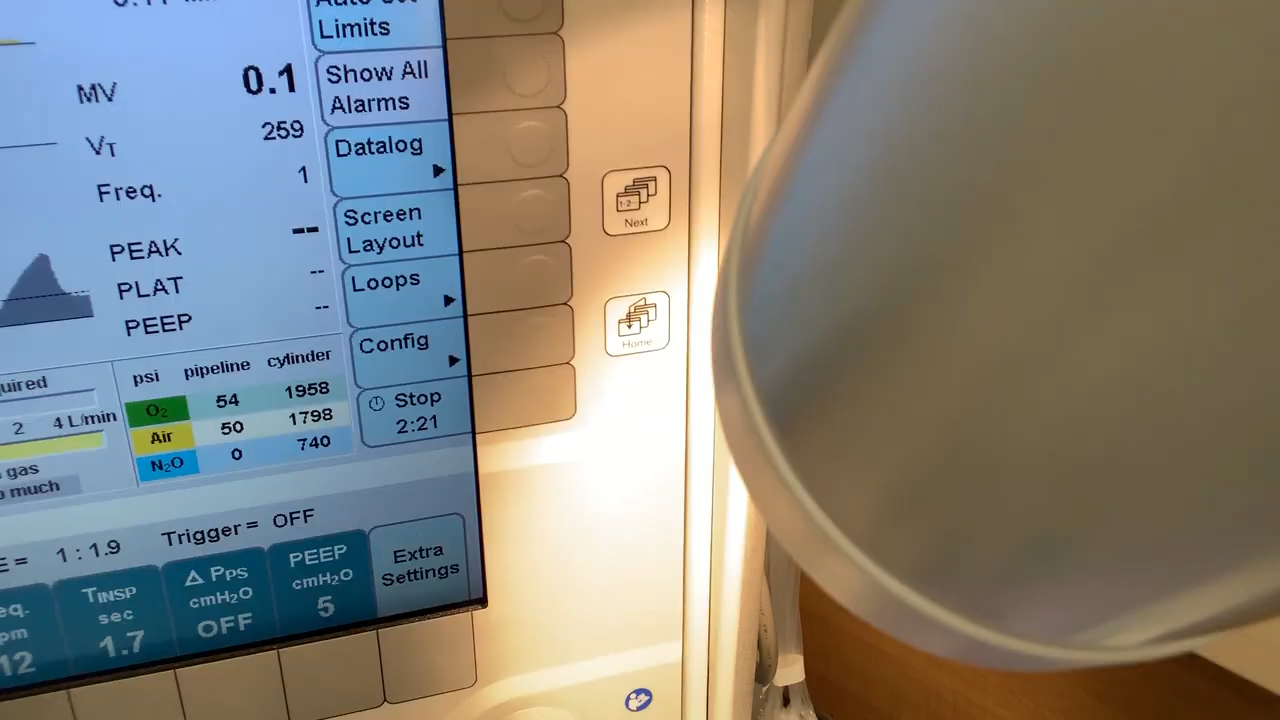 Limits
MV 0.1
Show All
Alarms
VT 259
Datalog
Freq. 1
Screen
Layout
PEAK --
PLAT --
Loops
PEEP --
Config
psi pipeline cylinder
O2 54 1958
Air 50 1798
N2O 0 740
2 4 L/min
gas
much
Stop
2:21
1:1.9 Trigger = OFF
TINSP
sec
1.7
Δ PPS
cmH2O
OFF
PEEP
cmH2O
5
Extra
Settings
12
1·2··
Next
Home